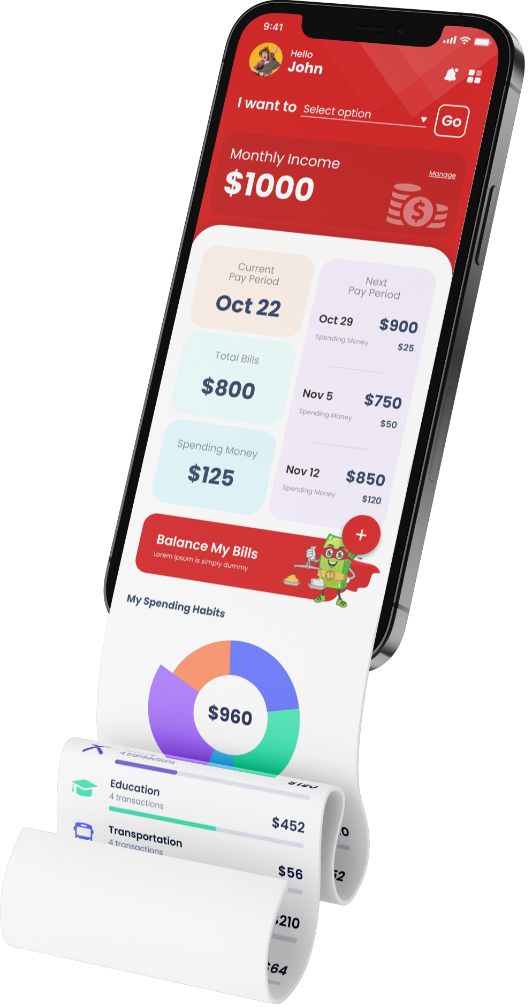 9:41
Hello
John
I want to Select option Go
Monthly Income
Manage
$1000
Current
Pay Period
Oct 22
Total Bills
$800
Spending Money
$125
Next
Pay Period
Oct 29 $900
Spending Money $25
Nov 5 $750
Spending Money $50
Nov 12 $850
Spending Money $120
+
Balance My Bills
Lorem Ipsum is simply dummy
My Spending Habits
$960
4 transactions
Education
4 transactions
$452
Transportation
4 transactions
$56
$210
$64